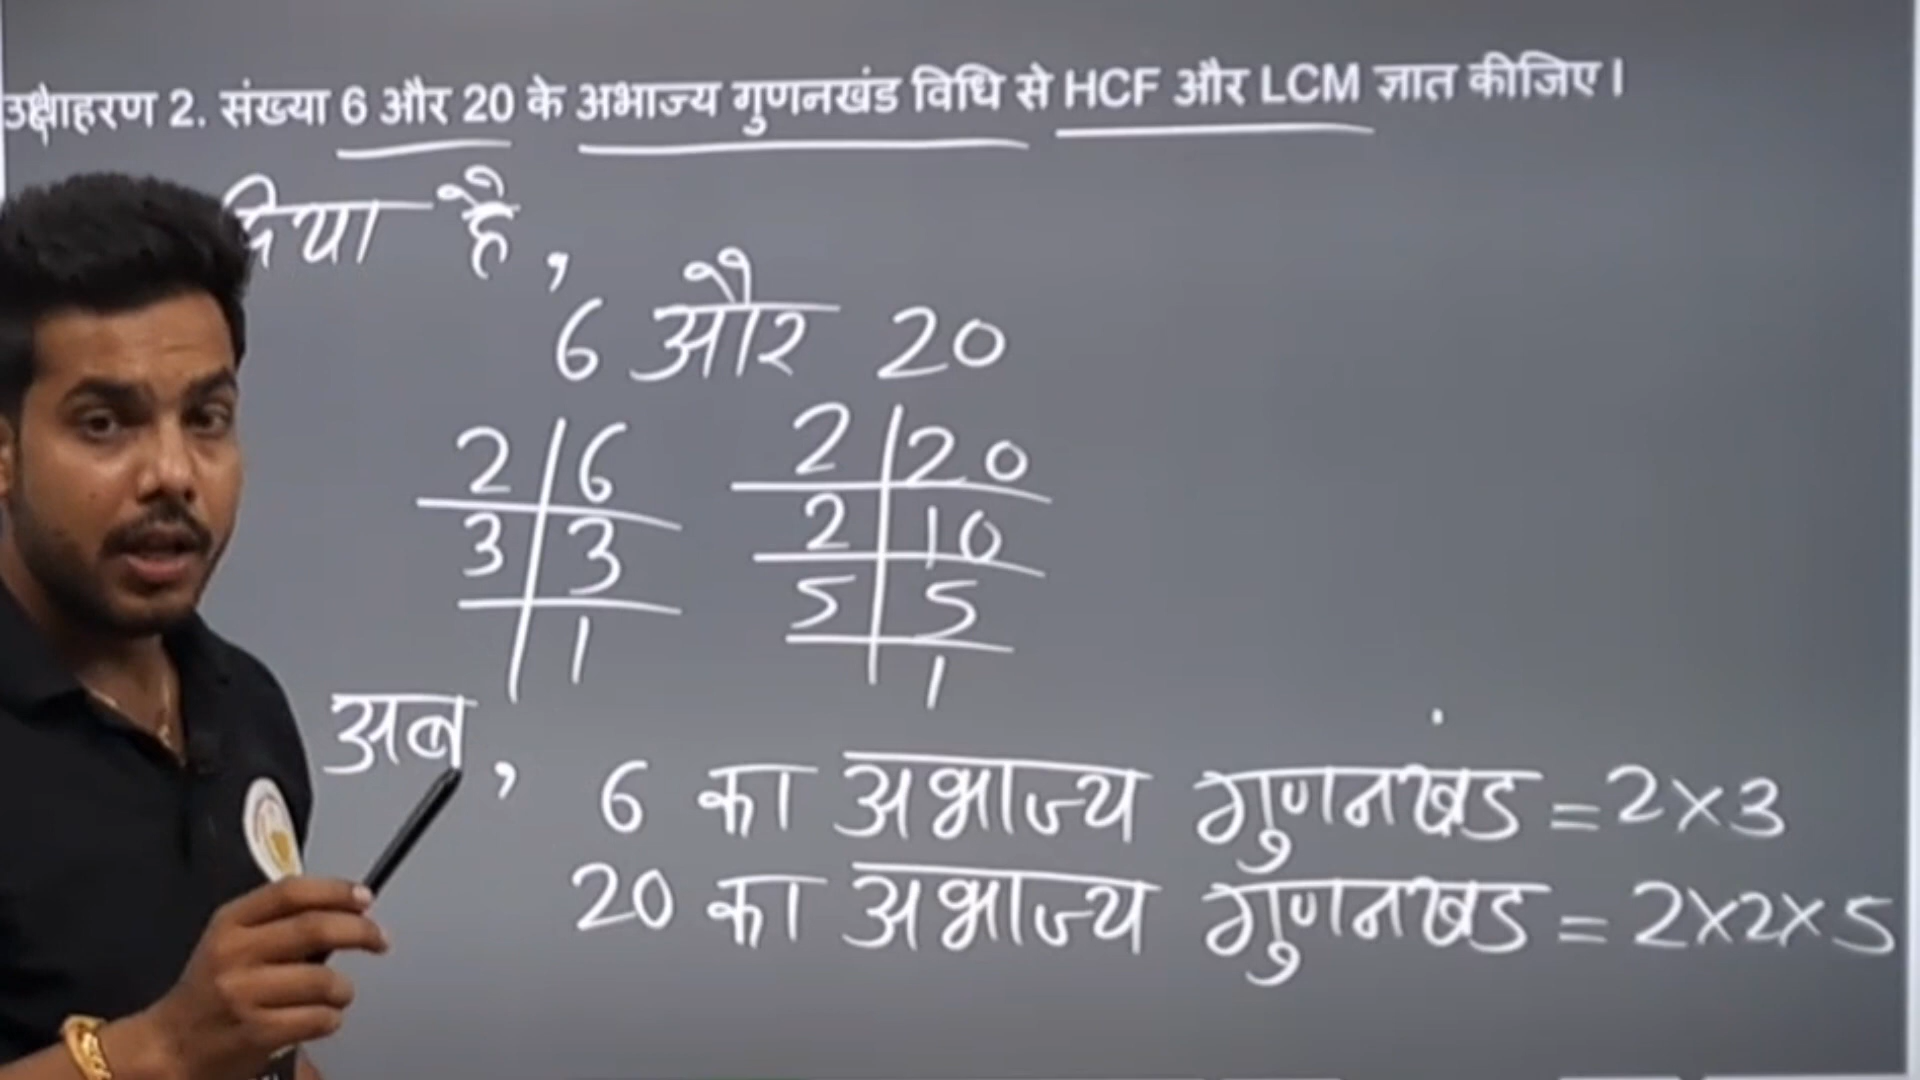 उदाहरण 2. संख्या 6 और 20 के अभाज्य गुणनखंड विधि से HCF और LCM ज्ञात कीजिए।
दिया है,
6 और 20
2 | 6 2 | 20
3 | 3 2 | 10
1 5 | 5
1
अब,
6 का अभाज्य गुणनखंड = 2×3
20 का अभाज्य गुणनखंड = 2×2×5